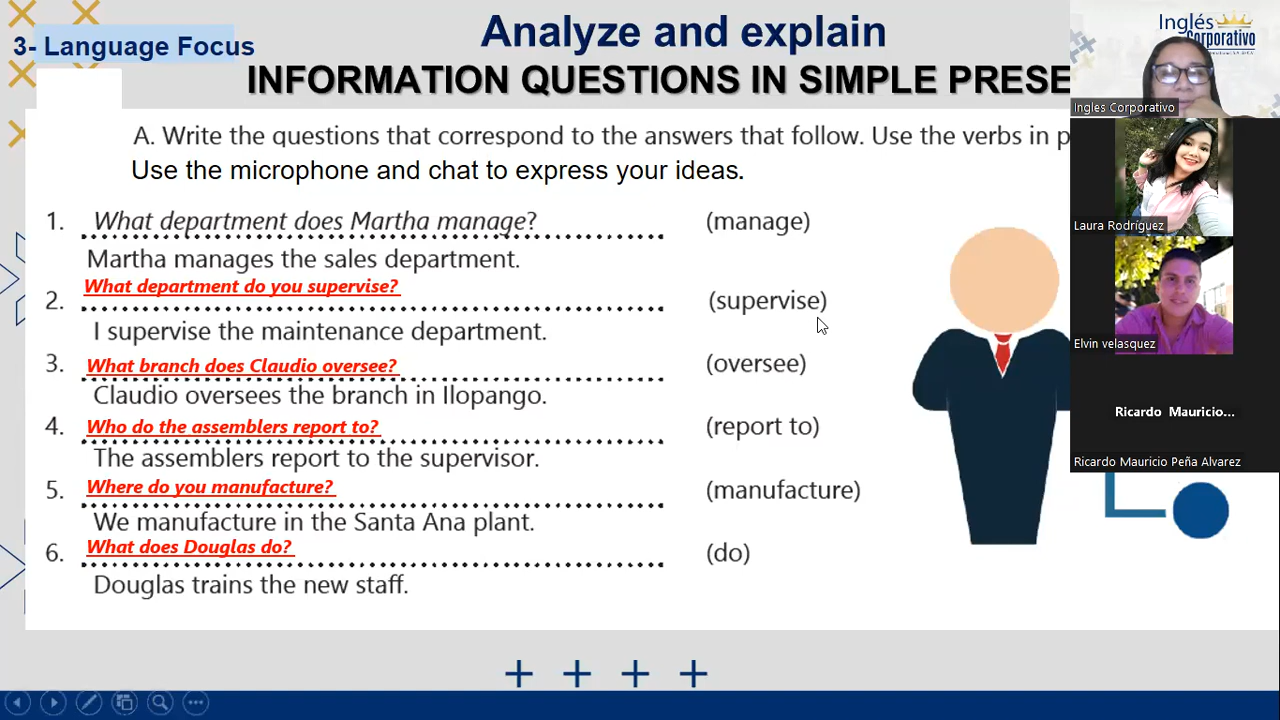 3- Language Focus
Analyze and explain
INFORMATION QUESTIONS IN SIMPLE PRESE
A. Write the questions that correspond to the answers that follow. Use the verbs in p
Use the microphone and chat to express your ideas.
1. What department does Martha manage? (manage)
Martha manages the sales department.
What department do you supervise?
2. (supervise)
I supervise the maintenance department.
3. What branch does Claudio oversee? (oversee)
Claudio oversees the branch in llopango.
4. Who do the assemblers report to? (report to)
The assemblers report to the supervisor.
5. Where do you manufacture? (manufacture)
We manufacture in the Santa Ana plant.
6. What does Douglas do? (do)
Douglas trains the new staff.
Inglés
Corporativo
Ingles Corporativo
Laura Rodríguez
Elvin velasquez
Ricardo Mauricio...
Ricardo Mauricio Peña Alvarez